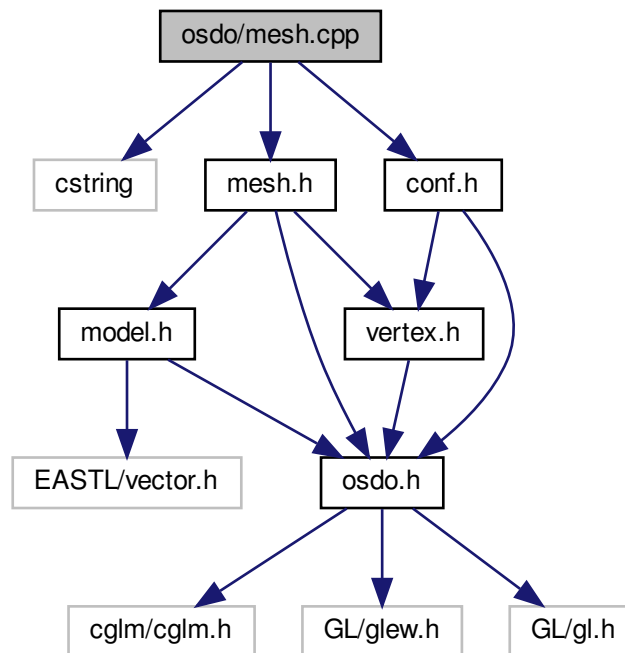 osdo/mesh.cpp
cstring
mesh.h
conf.h
model.h
vertex.h
EASTL/vector.h
osdo.h
cglm/cglm.h
GL/glew.h
GL/gl.h